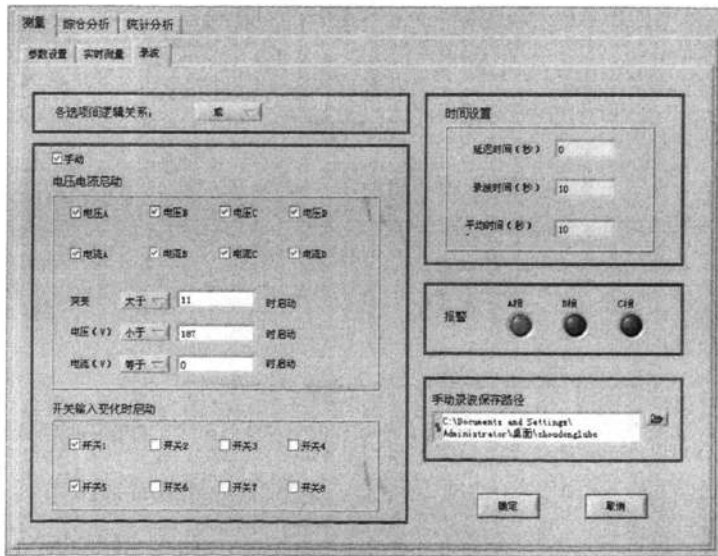 测量 综合分析 统计分析
参数设置 实时测量 录波
各选项间逻辑关系： 或
手动
电压电流启动
电压A 电压B 电压C 电压D
电流A 电流B 电流C 电流D
突变 大于 11 时启动
电压(V) 小于 187 时启动
电流(V) 等于 0 时启动
开关输入变化时启动
开关1 开关2 开关3 开关4
开关5 开关6 开关7 开关8
时间设置
延迟时间(秒) 0
录波时间(秒) 10
平均时间(秒) 10
报警 A相 B相 C相
手动录波保存路径
C:\Documents and Settings\
Administrator\桌面\shoudonglubo
确定 取消